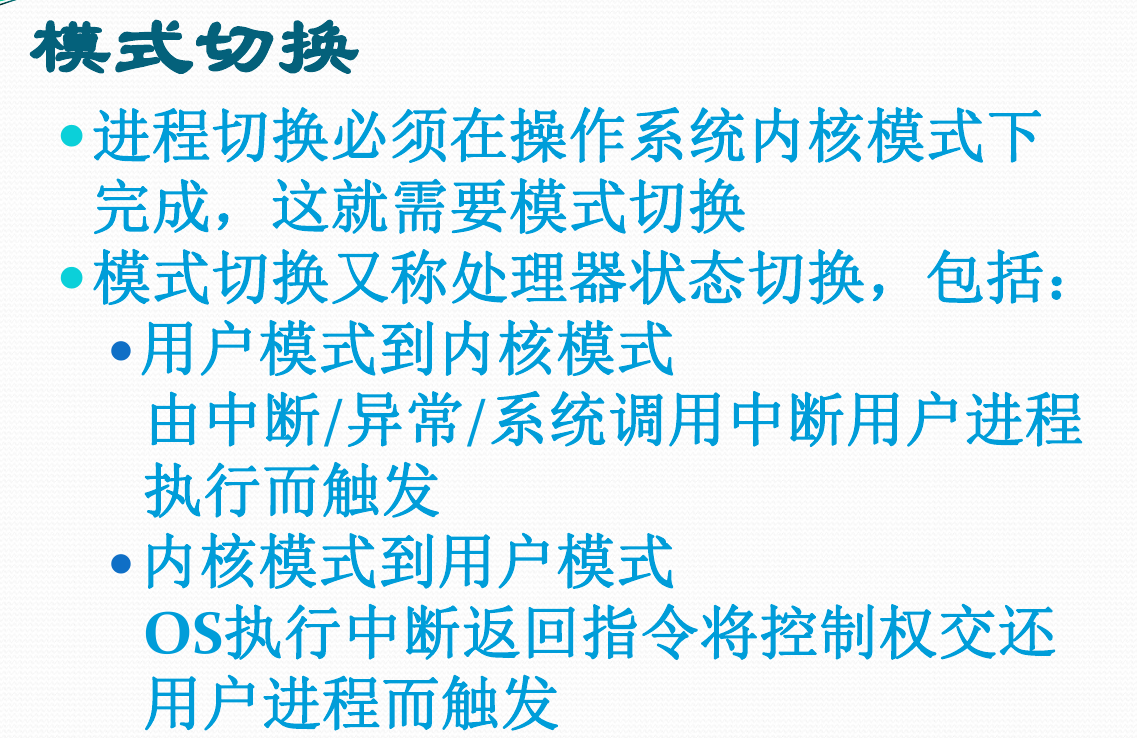 模式切换
•进程切换必须在操作系统内核模式下
完成，这就需要模式切换
•模式切换又称处理器状态切换，包括：
•用户模式到内核模式
由中断/异常/系统调用中断用户进程
执行而触发
•内核模式到用户模式
OS执行中断返回指令将控制权交还
用户进程而触发